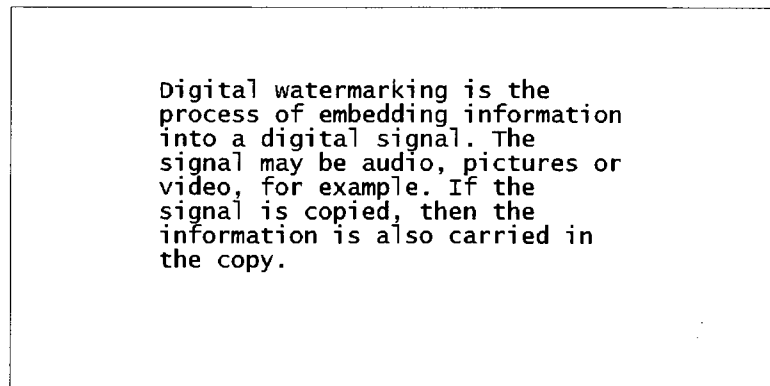 Digital watermarking is the
process of embedding information
into a digital signal. The
signal may be audio, pictures or
video, for example. If the
signal is copied, then the
information is also carried in
the copy.